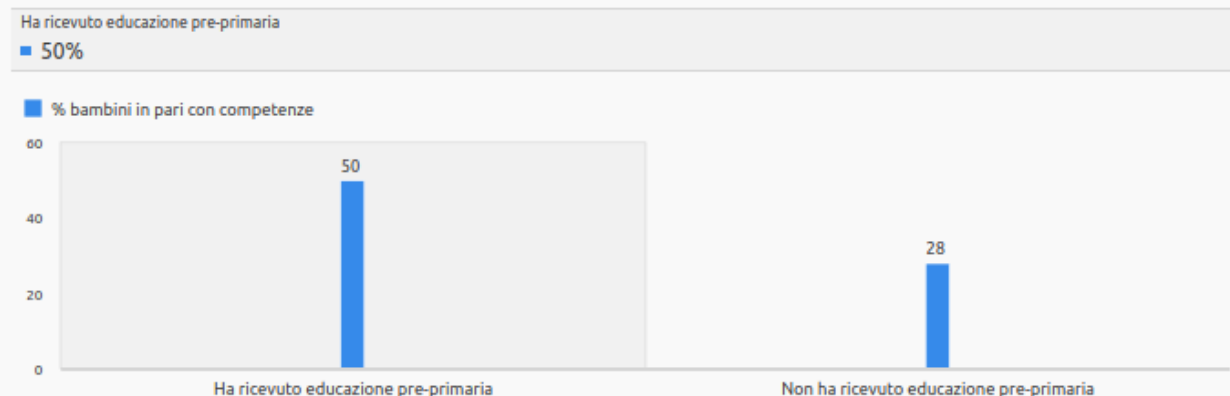 Ha ricevuto educazione pre-primaria
50%
% bambini in pari con competenze
60
50
40
28
20
0
Ha ricevuto educazione pre-primaria
Non ha ricevuto educazione pre-primaria